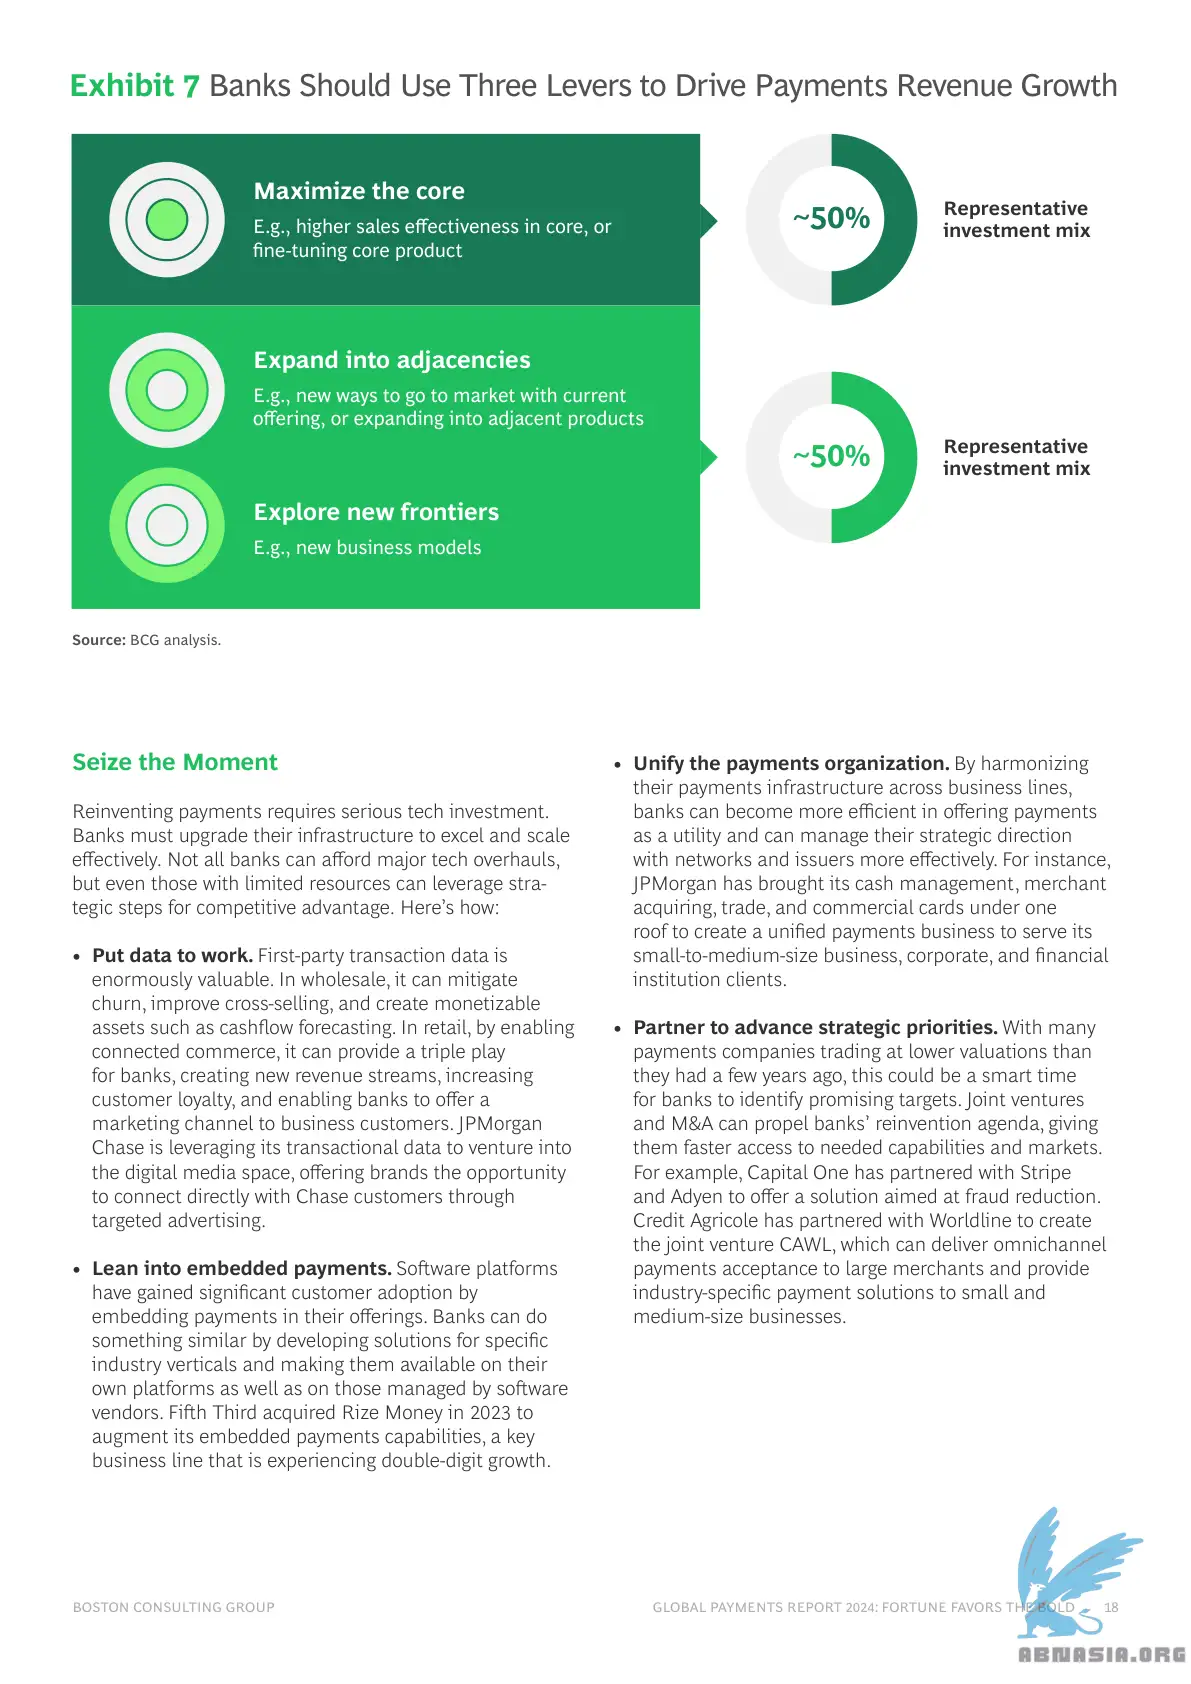 Exhibit 7 Banks Should Use Three Levers to Drive Payments Revenue Growth
Maximize the core
E.g., higher sales effectiveness in core, or
fine-tuning core product
~50%
Representative
investment mix
Expand into adjacencies
E.g., new ways to go to market with current
offering, or expanding into adjacent products
Explore new frontiers
E.g., new business models
~50%
Representative
investment mix
Source: BCG analysis.
Seize the Moment
Reinventing payments requires serious tech investment.
Banks must upgrade their infrastructure to excel and scale
effectively. Not all banks can afford major tech overhauls,
but even those with limited resources can leverage stra-
tegic steps for competitive advantage. Here’s how:
• Put data to work. First-party transaction data is
enormously valuable. In wholesale, it can mitigate
churn, improve cross-selling, and create monetizable
assets such as cashflow forecasting. In retail, by enabling
connected commerce, it can provide a triple play
for banks, creating new revenue streams, increasing
customer loyalty, and enabling banks to offer a
marketing channel to business customers. JPMorgan
Chase is leveraging its transactional data to venture into
the digital media space, offering brands the opportunity
to connect directly with Chase customers through
targeted advertising.
• Lean into embedded payments. Software platforms
have gained significant customer adoption by
embedding payments in their offerings. Banks can do
something similar by developing solutions for specific
industry verticals and making them available on their
own platforms as well as on those managed by software
vendors. Fifth Third acquired Rize Money in 2023 to
augment its embedded payments capabilities, a key
business line that is experiencing double-digit growth.
• Unify the payments organization. By harmonizing
their payments infrastructure across business lines,
banks can become more efficient in offering payments
as a utility and can manage their strategic direction
with networks and issuers more effectively. For instance,
JPMorgan has brought its cash management, merchant
acquiring, trade, and commercial cards under one
roof to create a unified payments business to serve its
small-to-medium-size business, corporate, and financial
institution clients.
• Partner to advance strategic priorities. With many
payments companies trading at lower valuations than
they had a few years ago, this could be a smart time
for banks to identify promising targets. Joint ventures
and M&A can propel banks’ reinvention agenda, giving
them faster access to needed capabilities and markets.
For example, Capital One has partnered with Stripe
and Adyen to offer a solution aimed at fraud reduction.
Credit Agricole has partnered with Worldline to create
the joint venture CAWL, which can deliver omnichannel
payments acceptance to large merchants and provide
industry-specific payment solutions to small and
medium-size businesses.
BOSTON CONSULTING GROUP
GLOBAL PAYMENTS REPORT 2024: FORTUNE FAVORS THE BOLD 18
ABNASIA.ORG